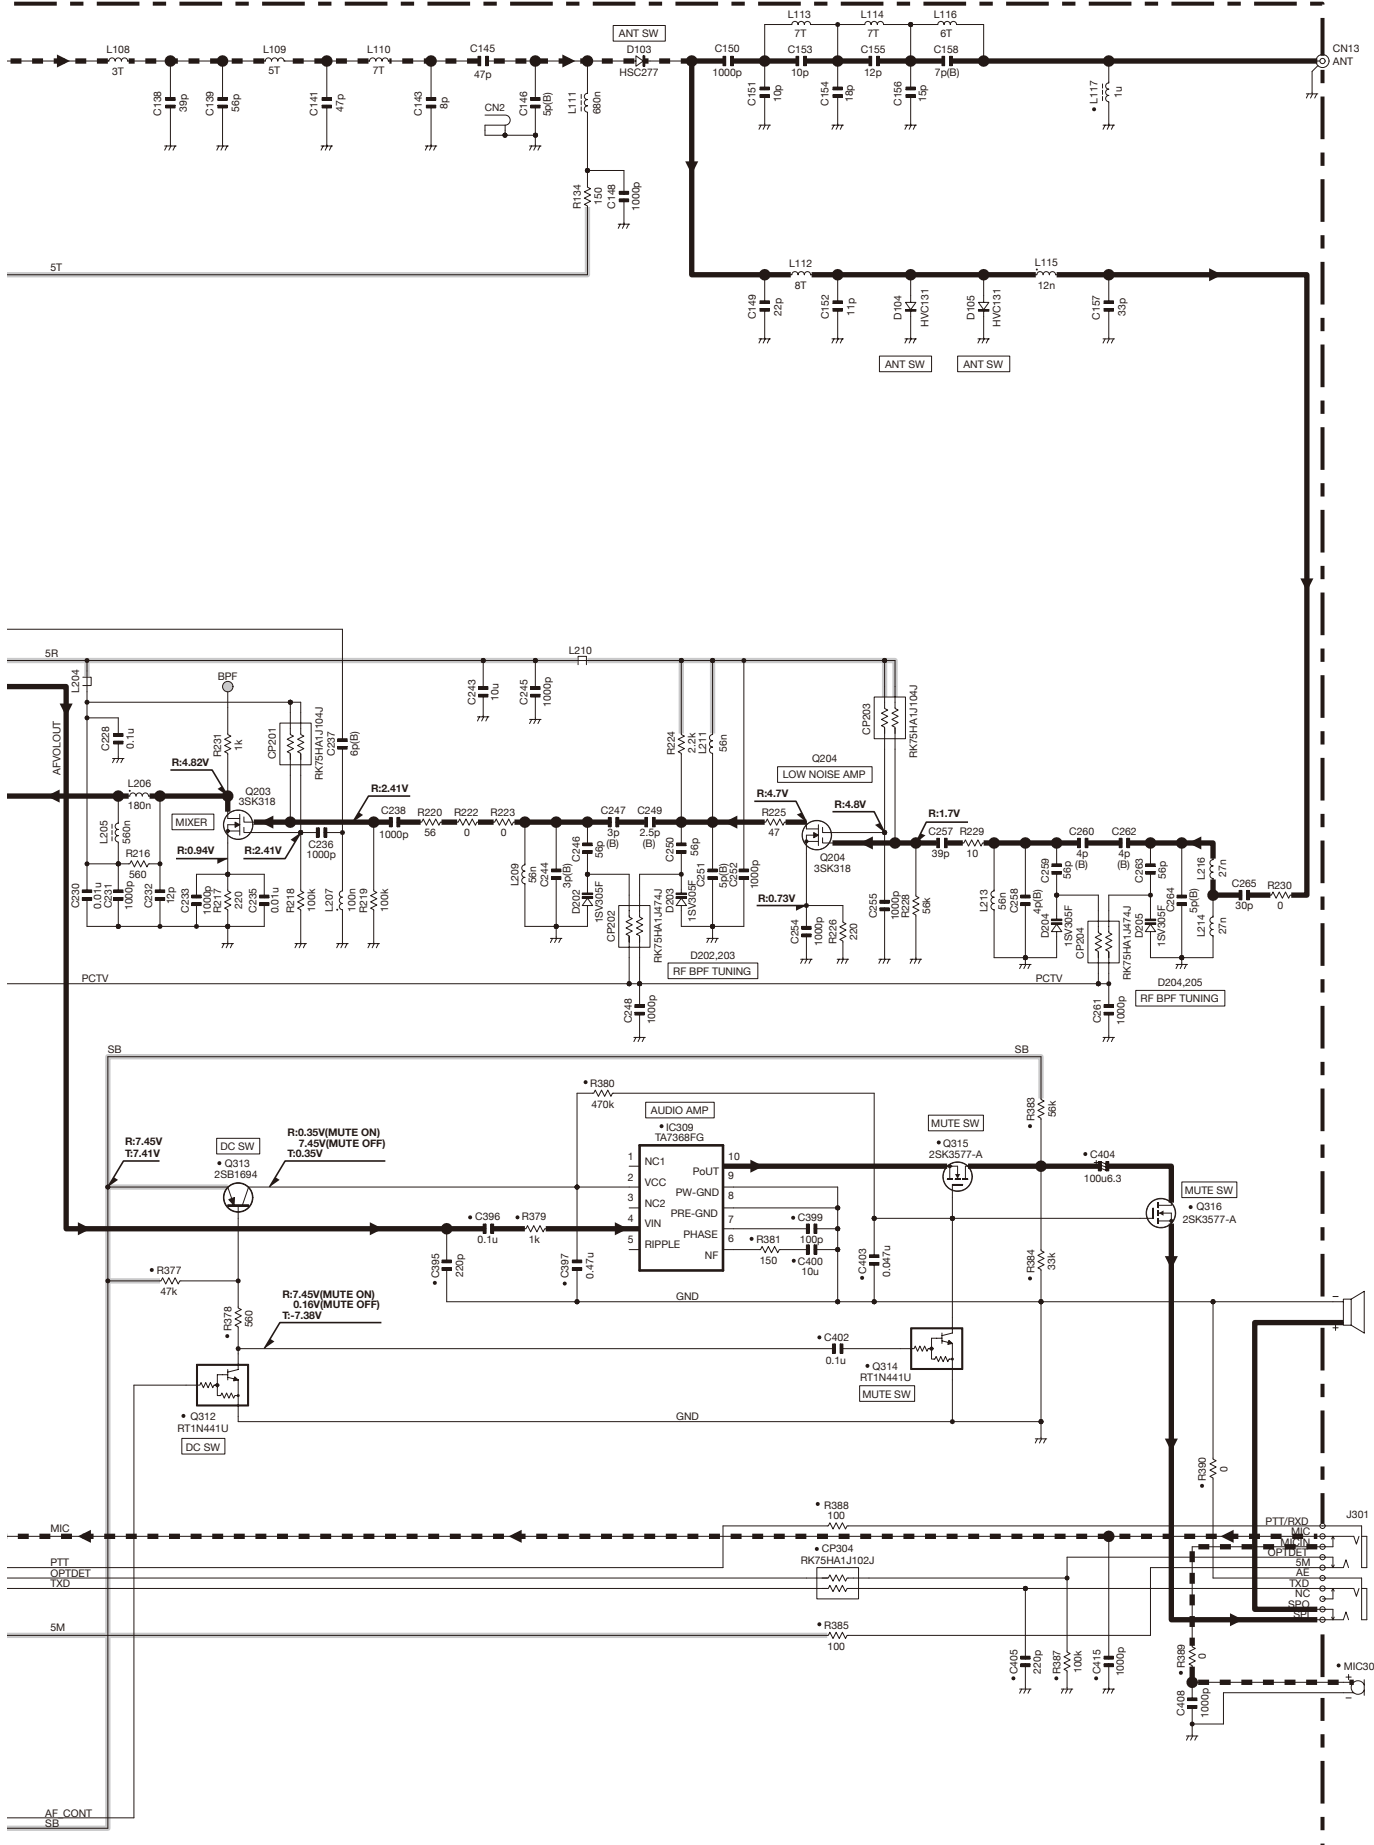 L113
7T
L114
7T
L116
6T
ANT SW
L108
3T
L109
5T
L110
7T
C145
47p
D103
HSC277
C150
1000p
C153
10p
C155
12p
C158
7p(B)
CN13
ANT
C138
39p
C139
56p
C141
47p
C143
8p
CN2
C146
5p(B)
L111
680n
C151
10p
C154
18p
C156
15p
• L117
1u
R134
150
C148
1000p
5T
L112
8T
L115
12n
C149
22p
C152
11p
D104
HVC131
D105
HVC131
C157
33p
ANT SW
ANT SW
5R
L210
L204
BPF
C243
10u
C245
1000p
AFVOLOUT
C228
0.1u
R231
1k
CP201
RK75HA1J104J
C237
6p(B)
R224
2.2k
L211
56n
CP203
RK75HA1J104J
R:4.82V
Q204
LOW NOISE AMP
L206
180n
Q203
3SK318
R:2.41V
R:4.7V
R:4.8V
R:1.7V
MIXER
C238
1000p
R220
56
R222
0
R223
0
C247
3p
(B)
C249
2.5p
(B)
R225
47
C257
39p
R229
10
C260
4p
(B)
C262
4p
(B)
L205
560n
R:0.94V
R:2.41V
C236
1000p
C246
56p
C250
56p
Q204
3SK318
C259
56p
C263
56p
L216
27n
R216
560
C230
0.01u
C231
1000p
C232
12p
C233
1000p
R217
220
C235
0.01u
R218
100k
L207
100n
R219
100k
L209
56n
C244
3p(B)
D202
1SV305F
CP202
RK75HA1J474J
D203
1SV305F
C251
5p(B)
C252
1000p
R:0.73V
C254
1000p
R226
220
C255
1000p
R228
56k
L213
56n
C258
4p(B)
D204
1SV305F
CP204
RK75HA1J474J
D205
1SV305F
C264
5p(B)
L214
27n
C265
30p
R230
0
D202,203
RF BPF TUNING
D204,205
RF BPF TUNING
PCTV
PCTV
C248
1000p
C261
1000p
SB
SB
• R380
470k
AUDIO AMP
• IC309
TA7368FG
MUTE SW
• R383
56k
R:7.45V
T:7.41V
DC SW
R:0.35V(MUTE ON)
7.45V(MUTE OFF)
T:0.35V
• Q313
2SB1694
1
NC1
2
VCC
3
NC2
4
VIN
5
RIPPLE
10
PoUT
9
PW-GND
8
PRE-GND
7
PHASE
6
NF
• Q315
2SK3577-A
• C404
100u6.3
MUTE SW
• Q316
2SK3577-A
• C396
0.1u
• R379
1k
• C399
100p
• R381
150
• C400
10u
• C395
220p
• C397
0.47u
• C403
0.047u
• R384
33k
• R377
47k
• R378
560
R:7.45V(MUTE ON)
0.16V(MUTE OFF)
T:-7.38V
GND
−
+
• C402
0.1u
• Q314
RT1N441U
MUTE SW
• Q312
RT1N441U
DC SW
GND
• R390
0
• R388
100
J301
MIC
PTT/RXD
MIC
MICIN
OPTDET
5M
AE
TXD
NC
SPO
SPI
• CP304
RK75HA1J102J
PTT
OPTDET
TXD
5M
• R385
100
• C405
220p
• R387
100k
• C415
1000p
• R389
0
• MIC30
+
−
C408
1000p
AF CONT
SB